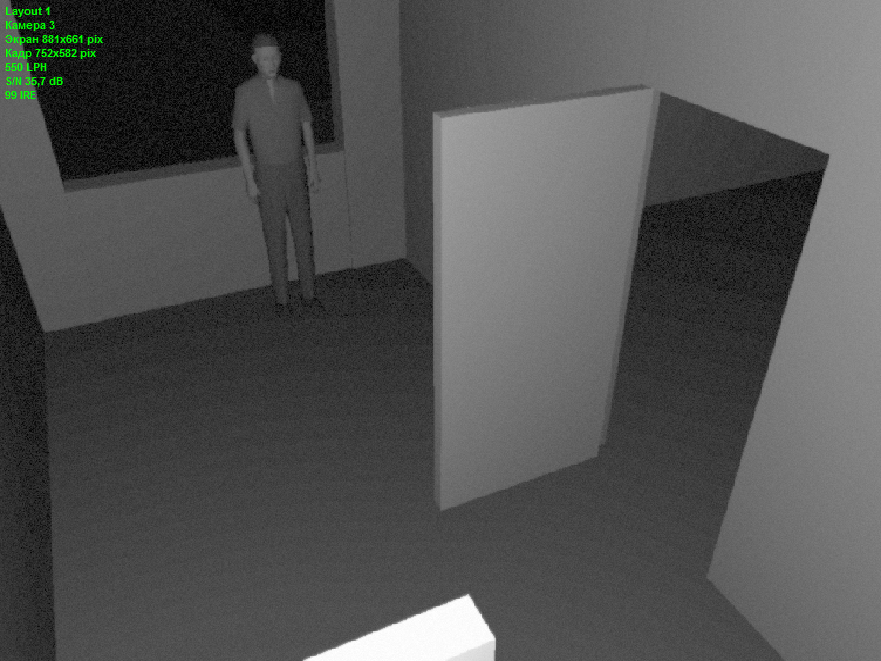 Layout 1
Камера 3
Экран 881x661 pix
Кадр 752x582 pix
550 LPH
S/N 35,7 dB
99 IRE